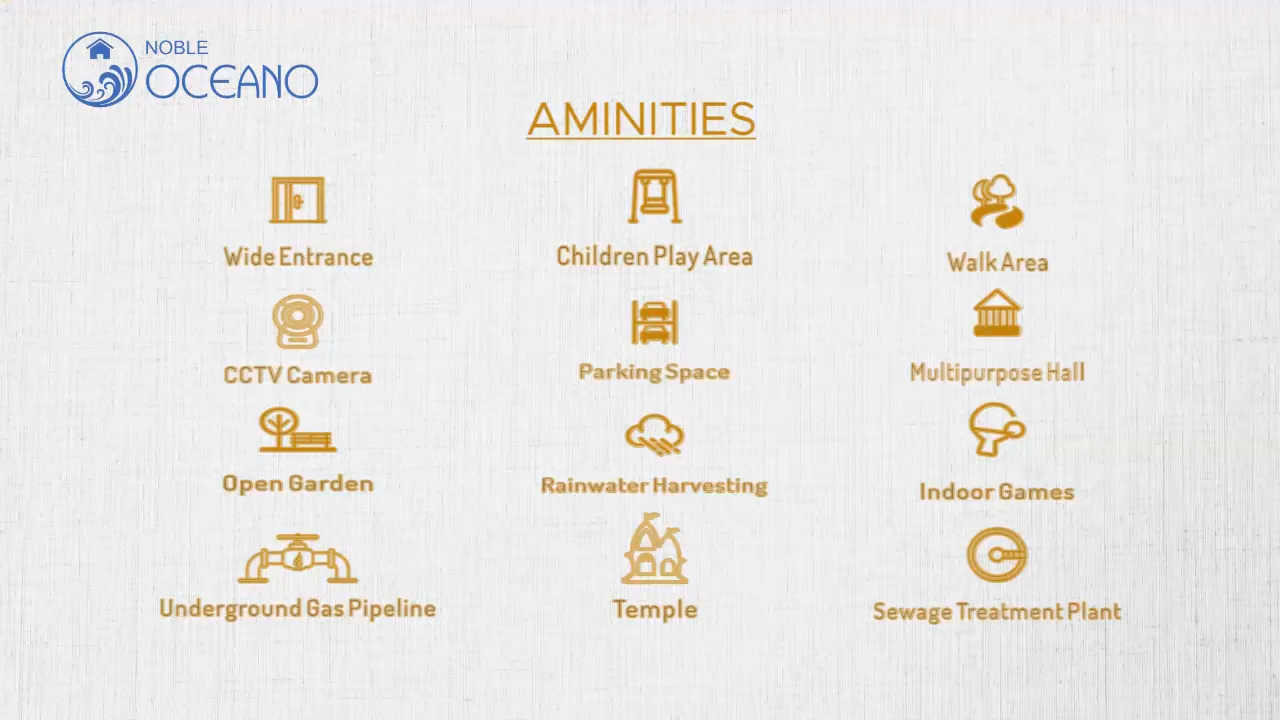 NOBLE
OCEANO
AMINITIES
Wide Entrance
Children Play Area
Walk Area
CCTV Camera
Parking Space
Multipurpose Hall
Open Garden
Rainwater Harvesting
Indoor Games
Underground Gas Pipeline
Temple
Sewage Treatment Plant